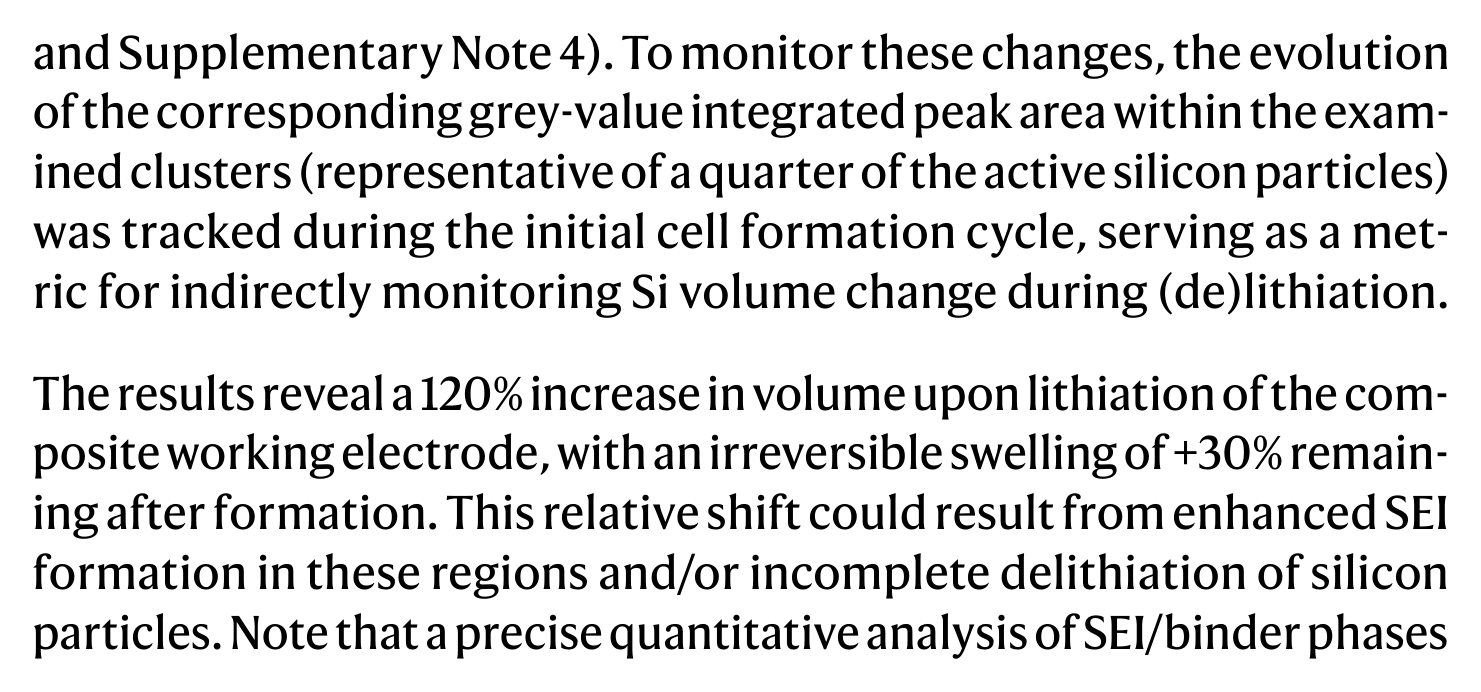 and Supplementary Note 4). To monitor these changes, the evolution
of the corresponding grey-value integrated peak area within the exam-
ined clusters (representative of a quarter of the active silicon particles)
was tracked during the initial cell formation cycle, serving as a met-
ric for indirectly monitoring Si volume change during (de)lithiation.
The results reveal a 120% increase in volume upon lithiation of the com-
posite working electrode, with an irreversible swelling of +30% remain-
ing after formation. This relative shift could result from enhanced SEI
formation in these regions and/or incomplete delithiation of silicon
particles. Note that a precise quantitative analysis of SEI/binder phases